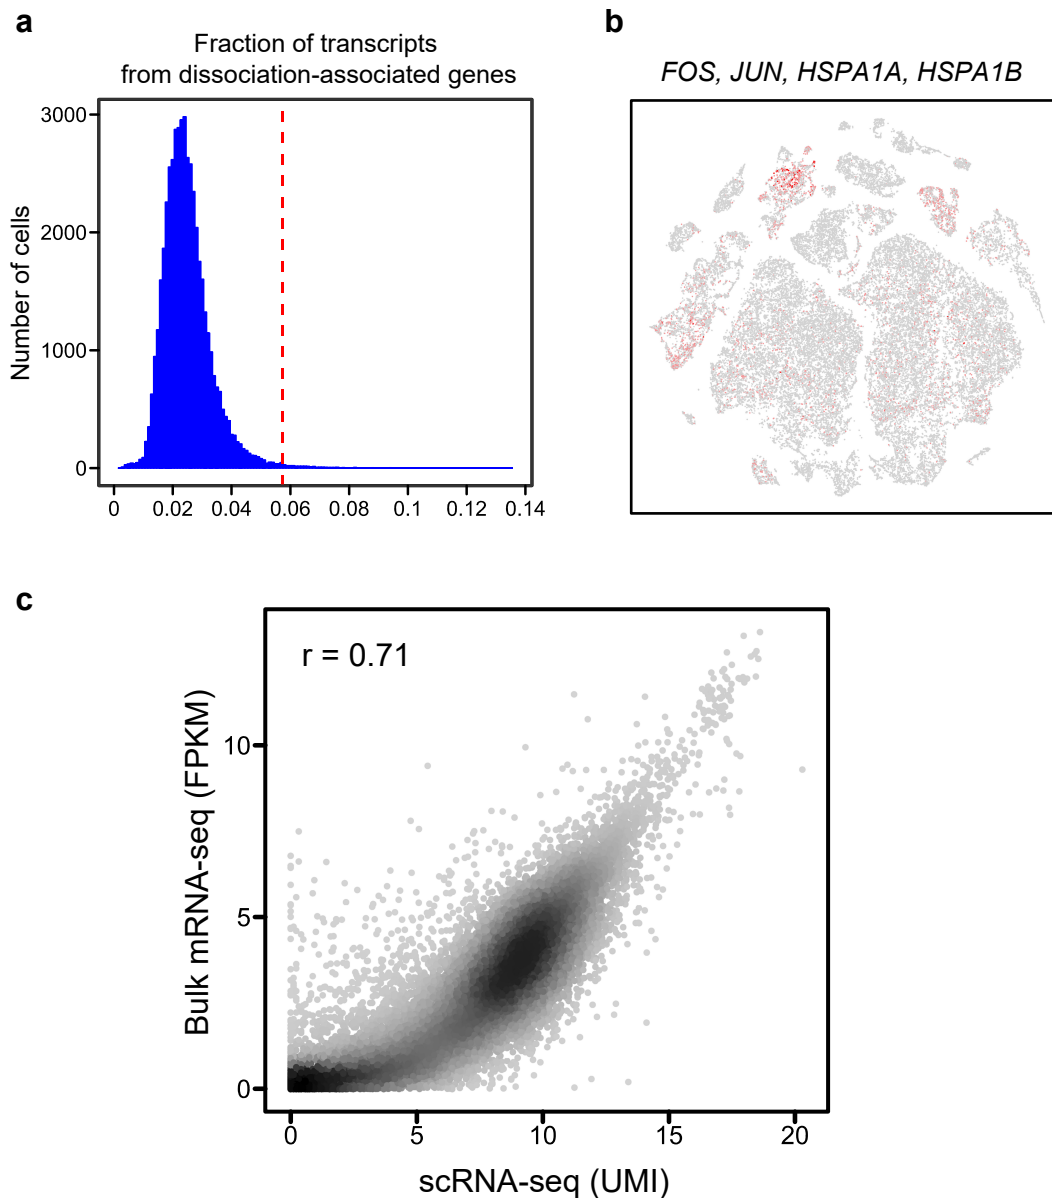 a
Fraction of transcripts
from dissociation-associated genes
Number of cells
3000
2000
1000
0
0 0.02 0.04 0.06 0.08 0.1 0.12 0.14
b
FOS, JUN, HSPA1A, HSPA1B
c
r = 0.71
Bulk mRNA-seq (FPKM)
10
5
0
0 5 10 15 20
scRNA-seq (UMI)